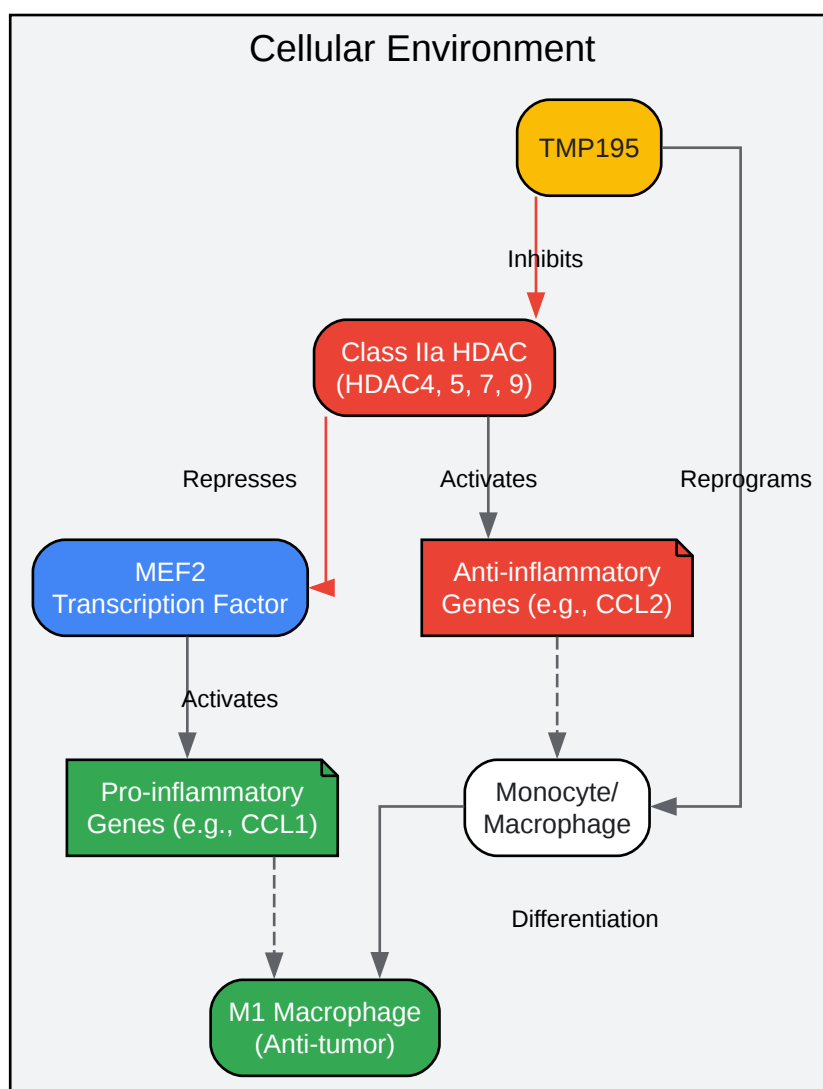 Cellular Environment
TMP195
Inhibits
Class IIa HDAC
(HDAC4, 5, 7, 9)
Represses
Activates
Reprograms
MEF2
Transcription Factor
Anti-inflammatory
Genes (e.g., CCL2)
Activates
Pro-inflammatory
Genes (e.g., CCL1)
Monocyte/
Macrophage
Differentiation
M1 Macrophage
(Anti-tumor)